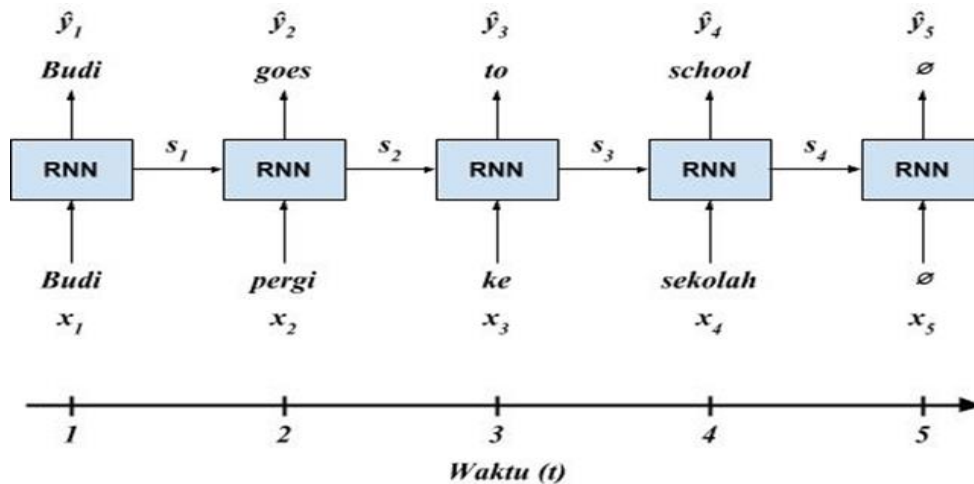 ŷ₁ ŷ₂ ŷ₃ ŷ₄ ŷ₅
Budi goes to school ∅
s₁ s₂ s₃ s₄
RNN RNN RNN RNN RNN
Budi pergi ke sekolah ∅
x₁ x₂ x₃ x₄ x₅
1 2 3 4 5
Waktu (t)